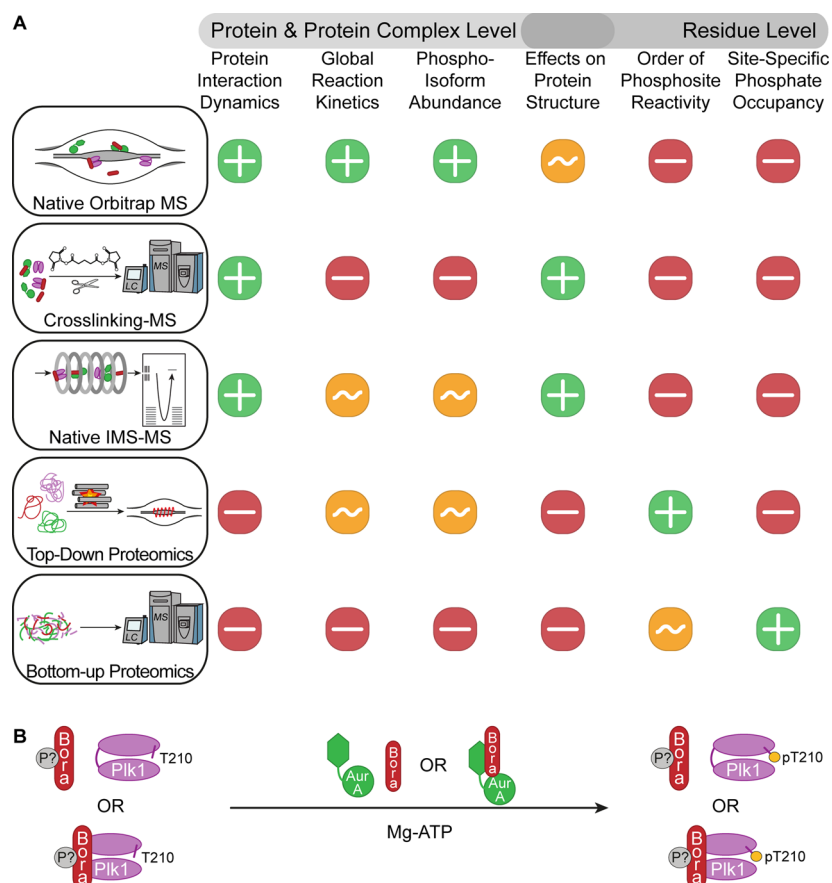 A
Protein & Protein Complex Level
Residue Level
Protein Interaction Dynamics
Global Reaction Kinetics
Phospho-Isoform Abundance
Effects on Protein Structure
Order of Phosphosite Reactivity
Site-Specific Phosphate Occupancy
Native Orbitrap MS
LC
MS
Crosslinking-MS
Native IMS-MS
Top-Down Proteomics
LC
MS
Bottom-up Proteomics
B
P?
Bora
Plk1
T210
OR
P?
Bora
Plk1
T210
Aur A
Bora
OR
Bora
Aur A
Mg-ATP
P?
Bora
Plk1
pT210
OR
P?
Bora
Plk1
pT210